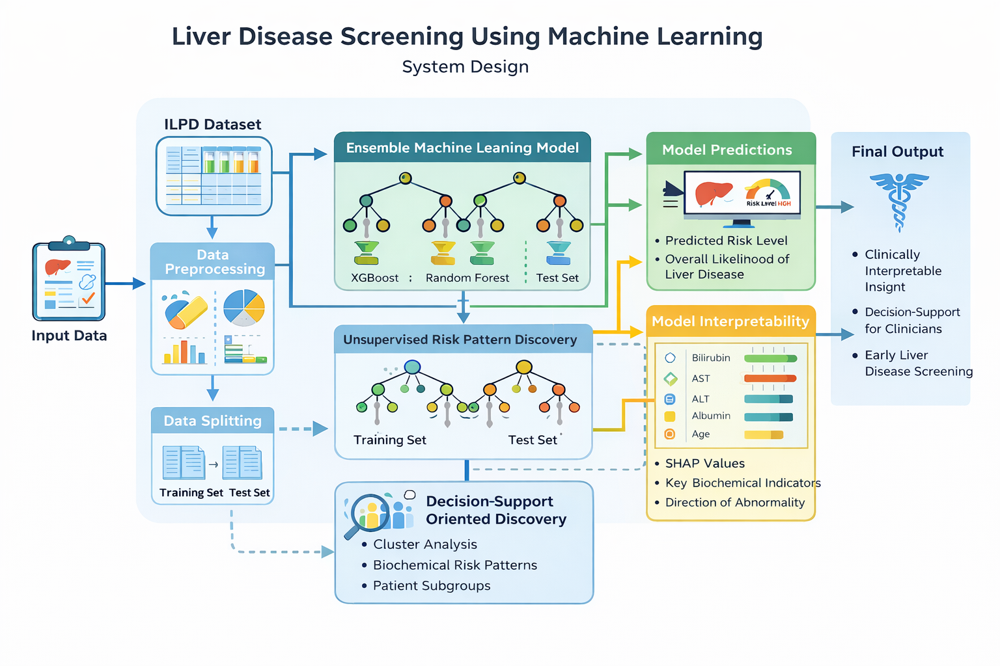 Liver Disease Screening Using Machine Learning
System Design
Input Data
ILPD Dataset
Data
Preprocessing
Data Splitting
Training Set Test Set
Ensemble Machine Leaning Model
XGBoost : Random Forest Test Set
Unsupervised Risk Pattern Discovery
Training Set Test Set
Decision-Support
Oriented Discovery
• Cluster Analysis
• Biochemical Risk Patterns
• Patient Subgroups
Model Predictions
Risk Level HGH
• Predicted Risk Level
• Overall Likelihood of
Liver Disease
Model Interpretability
Bilirubin
AST
ALT
Albumin
Age
• SHAP Values
• Key Biochemical Indicators
• Direction of Abnormality
Final Output
• Clinically
Interpretable
Insignt
• Decision-Support
for Clinicians
• Early Liver
Disease Screening